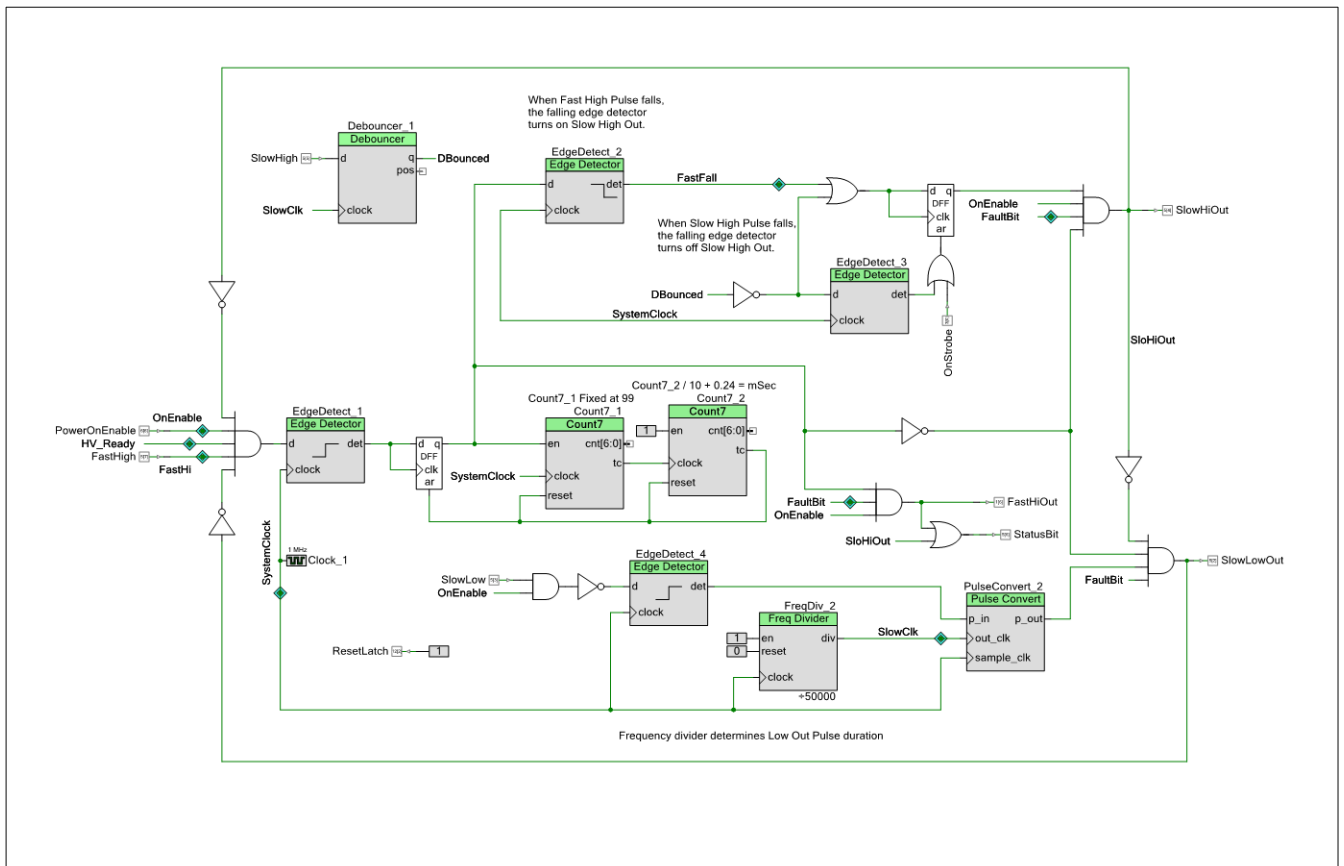 When Fast High Pulse falls,
the falling edge detector
turns on Slow High Out.
Debouncer_1
Debouncer
SlowHigh
d
q
DBounced
pos
SlowClk
clock
EdgeDetect_2
Edge Detector
d
det
FastFall
clock
d
q
DFF
clk
ar
OnEnable
FaultBit
SlowHiOut
When Slow High Pulse falls,
the falling edge detector
turns off Slow High Out.
EdgeDetect_3
Edge Detector
DBounced
d
det
SystemClock
clock
OnStrobe
SloHiOut
Count7_2 / 10 + 0.24 = mSec
Count7_1 Fixed at 99
Count7_1
Count7
en
cnt[6:0]
tc
SystemClock
clock
reset
Count7_2
Count7
1
en
cnt[6:0]
tc
clock
reset
OnEnable
PowerOnEnable
HV_Ready
FastHigh
FastHi
EdgeDetect_1
Edge Detector
d
det
clock
d
q
DFF
clk
ar
FaultBit
OnEnable
FastHiOut
SloHiOut
StatusBit
SystemClock
1 MHz
Clock_1
EdgeDetect_4
Edge Detector
SlowLow
OnEnable
d
det
clock
FaultBit
SlowLowOut
PulseConvert_2
Pulse Convert
p_in
p_out
out_clk
sample_clk
FreqDiv_2
Freq Divider
1
en
div
SlowClk
0
reset
clock
÷50000
ResetLatch
1
Frequency divider determines Low Out Pulse duration